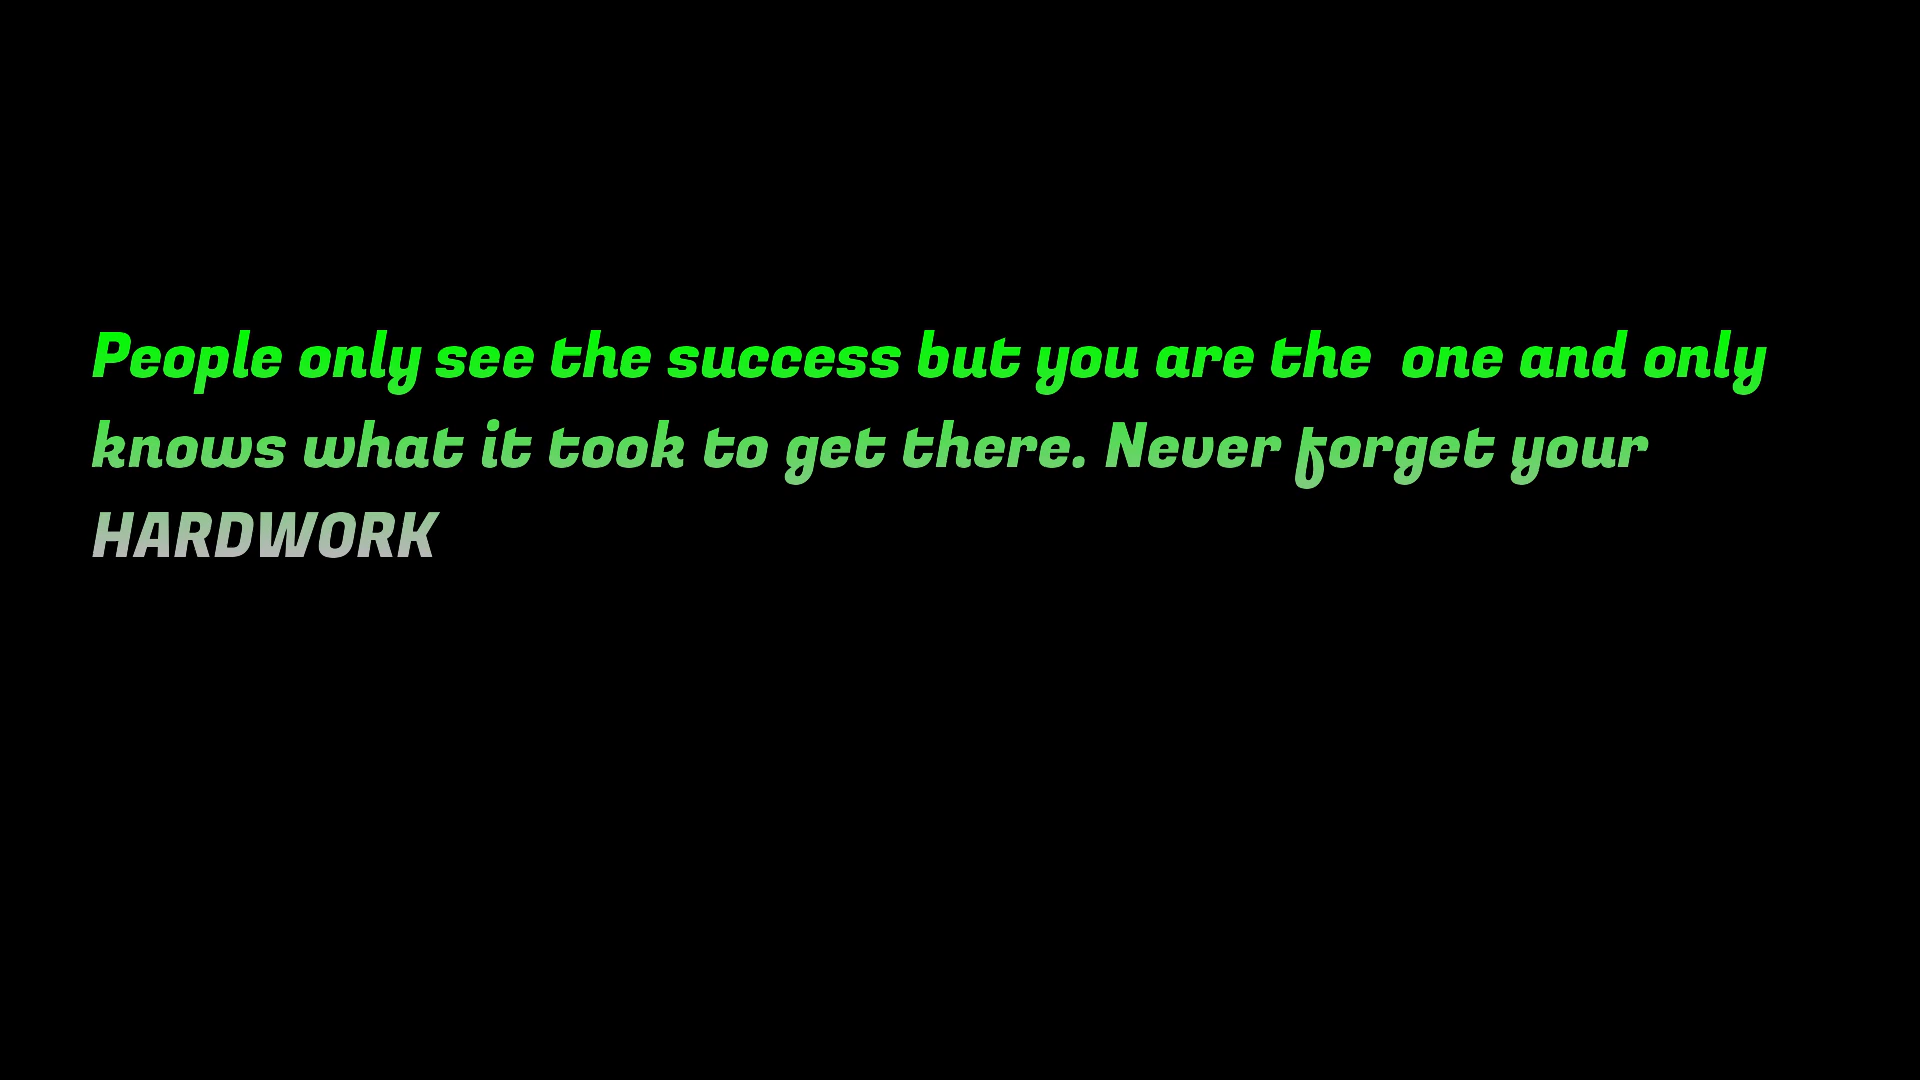 People only see the success but you are the  one and only
knows what it took to get there. Never forget your
HARDWORK